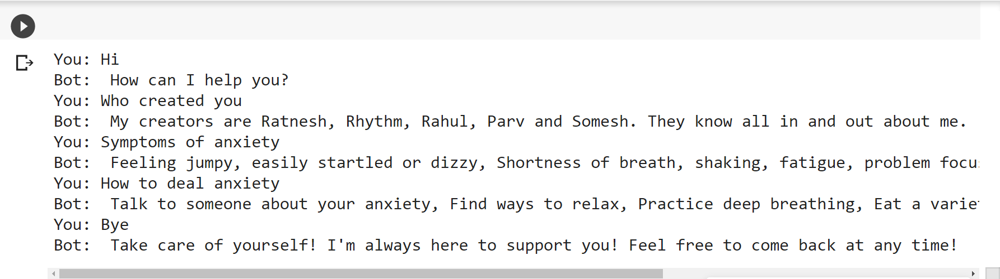 You: Hi
Bot:  How can I help you?
You: Who created you
Bot:  My creators are Ratnesh, Rhythm, Rahul, Parv and Somesh. They know all in and out about me.
You: Symptoms of anxiety
Bot:  Feeling jumpy, easily startled or dizzy, Shortness of breath, shaking, fatigue, problem
You: How to deal anxiety
Bot:  Talk to someone about your anxiety, Find ways to relax, Practice deep breathing, Eat a
You: Bye
Bot:  Take care of yourself! I'm always here to support you! Feel free to come back at any time!